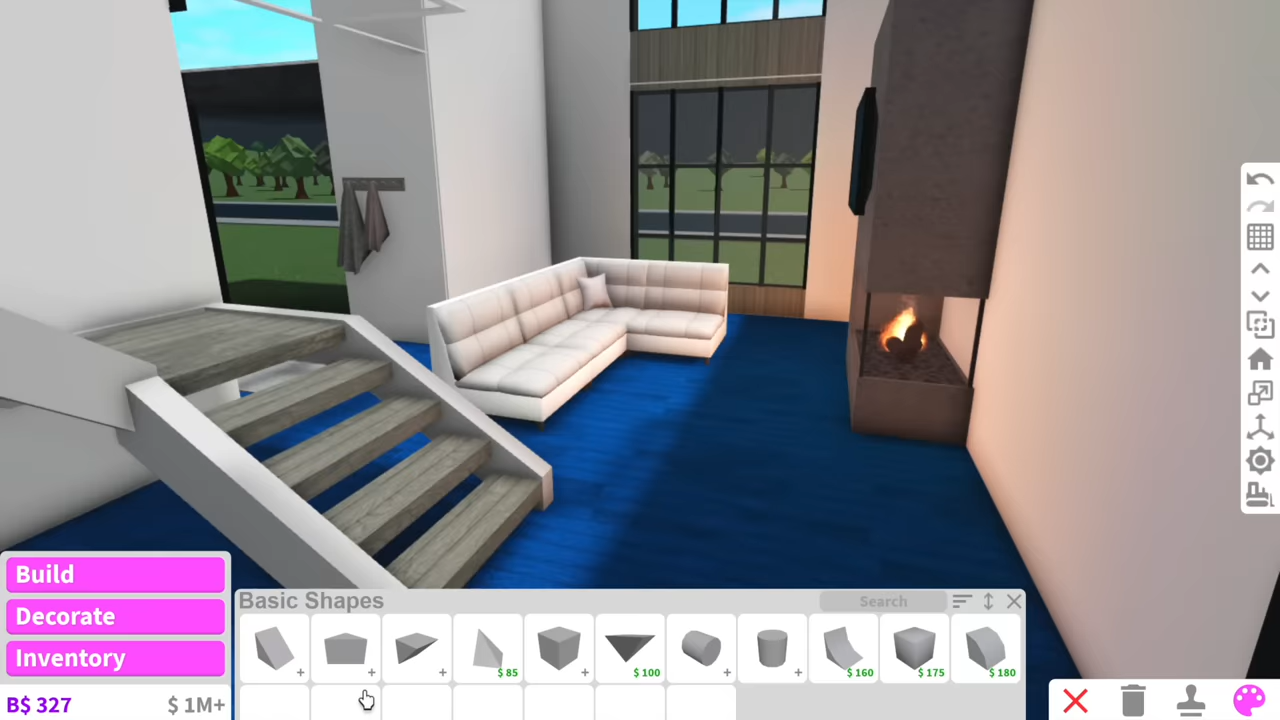 Build
Decorate
Inventory
B$ 327 $ 1M+
Basic Shapes
Search
+ + + $ 85 + $ 100 + + $ 160 $ 175 $ 180